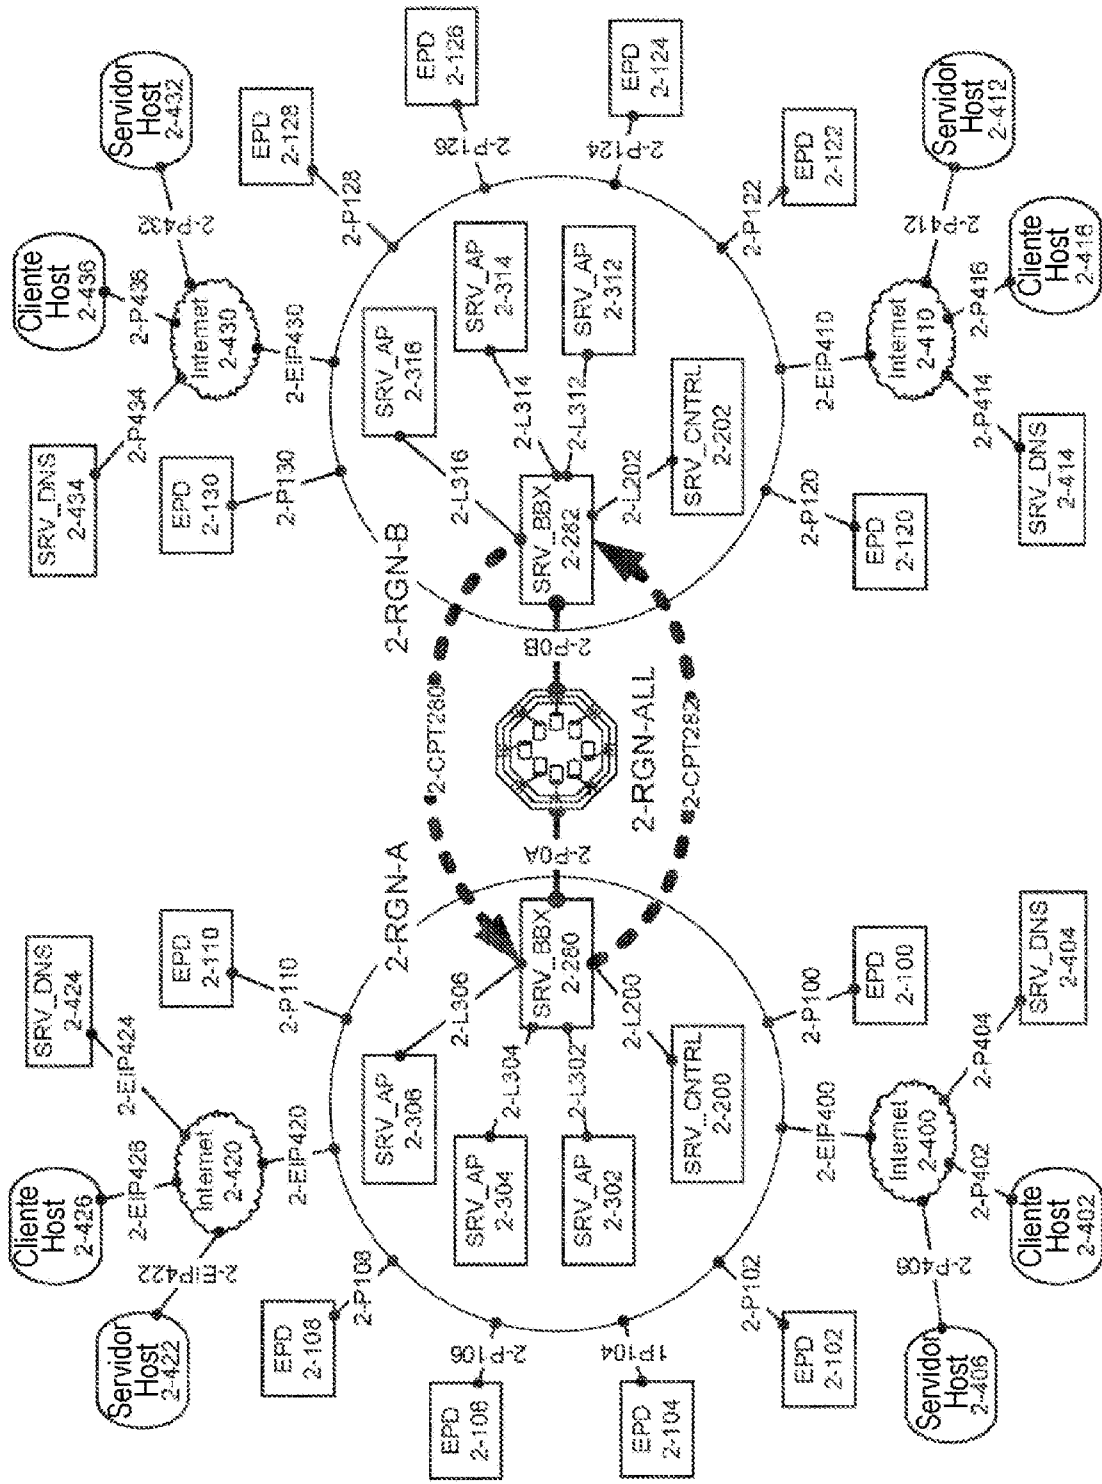 Cliente
Host
2-426
SRV_DNS
2-424
SRV_DNS
2-434
Cliente
Host
2-436
Servidor
Host
2-422
2-EIP426
2-EIP424
2-P434
2-P436
Servidor
Host
2-432
2-EIP422
Internet
2-420
EPD
2-110
EPD
2-130
Internet
2-430
2-P432
EPD
2-108
2-EIP420
2-P110
2-P130
2-EIP430
EPD
2-128
2-P108
2-RGN-A
2-RGN-B
2-P128
SRV_AP
2-306
2-L306
2-CPT280
2-L316
SRV_AP
2-316
EPD
2-108
2-P106
SRV_AP
2-304
2-L304
2-L314
SRV_AP
2-314
2-P126
EPD
2-126
SRV_BBX
2-280
2-P0A
2-P0B
SRV_BBX
2-282
SRV_AP
2-302
2-L302
2-L312
SRV_AP
2-312
EPD
2-104
1P104
2-L200
2-RGN-ALL
2-L202
2-P124
EPD
2-124
SRV_CNTRL
2-200
2-CPT282
SRV_CNTRL
2-202
2-P102
2-P122
EPD
2-102
2-EIP400
2-P100
2-P120
2-EIP410
EPD
2-122
EPD
2-100
EPD
2-120
Internet
2-400
Internet
2-410
Servidor
Host
2-406
2-P406
2-P402
2-P404
2-P414
2-P416
2-P412
Servidor
Host
2-412
Cliente
Host
2-402
SRV_DNS
2-404
SRV_DNS
2-414
Cliente
Host
2-416